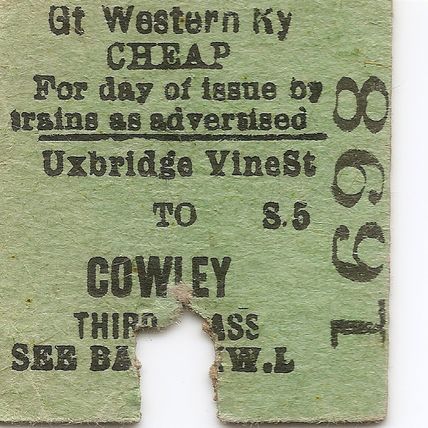 Gt Western Ry
CHEAP
For day of issue by
trains as advertised
Uxbridge VineSt
TO S.5
COWLEY
THIRD ASS
SEE BA W.L
1698